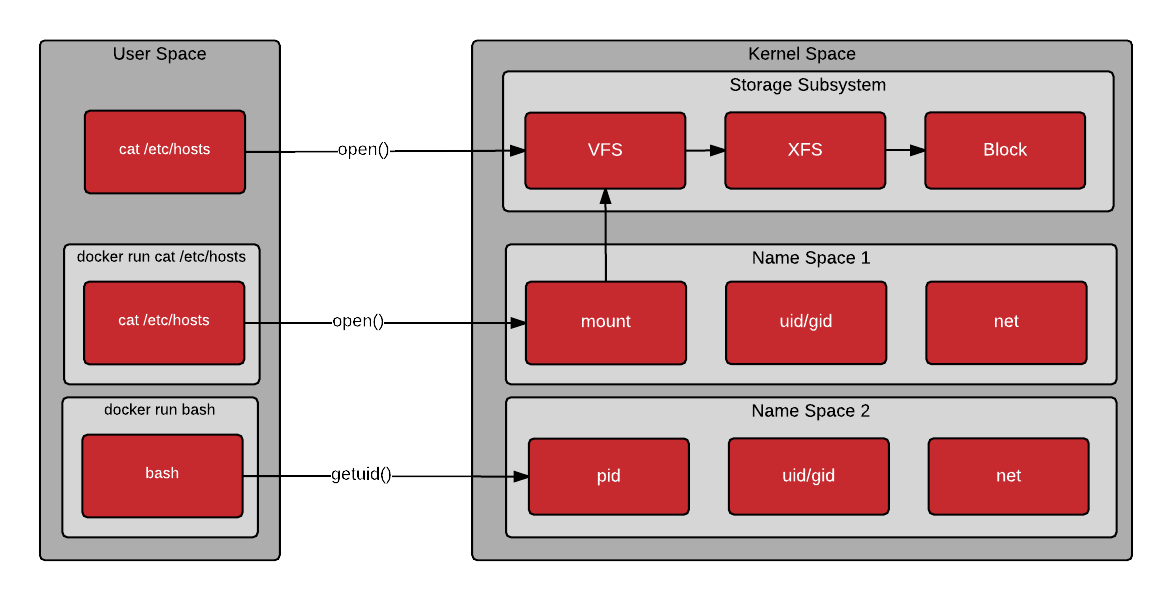 User Space
Kernel Space
Storage Subsystem
cat /etc/hosts
open()
VFS
XFS
Block
docker run cat /etc/hosts
Name Space 1
cat /etc/hosts
open()
mount
uid/gid
net
docker run bash
Name Space 2
bash
getuid()
pid
uid/gid
net